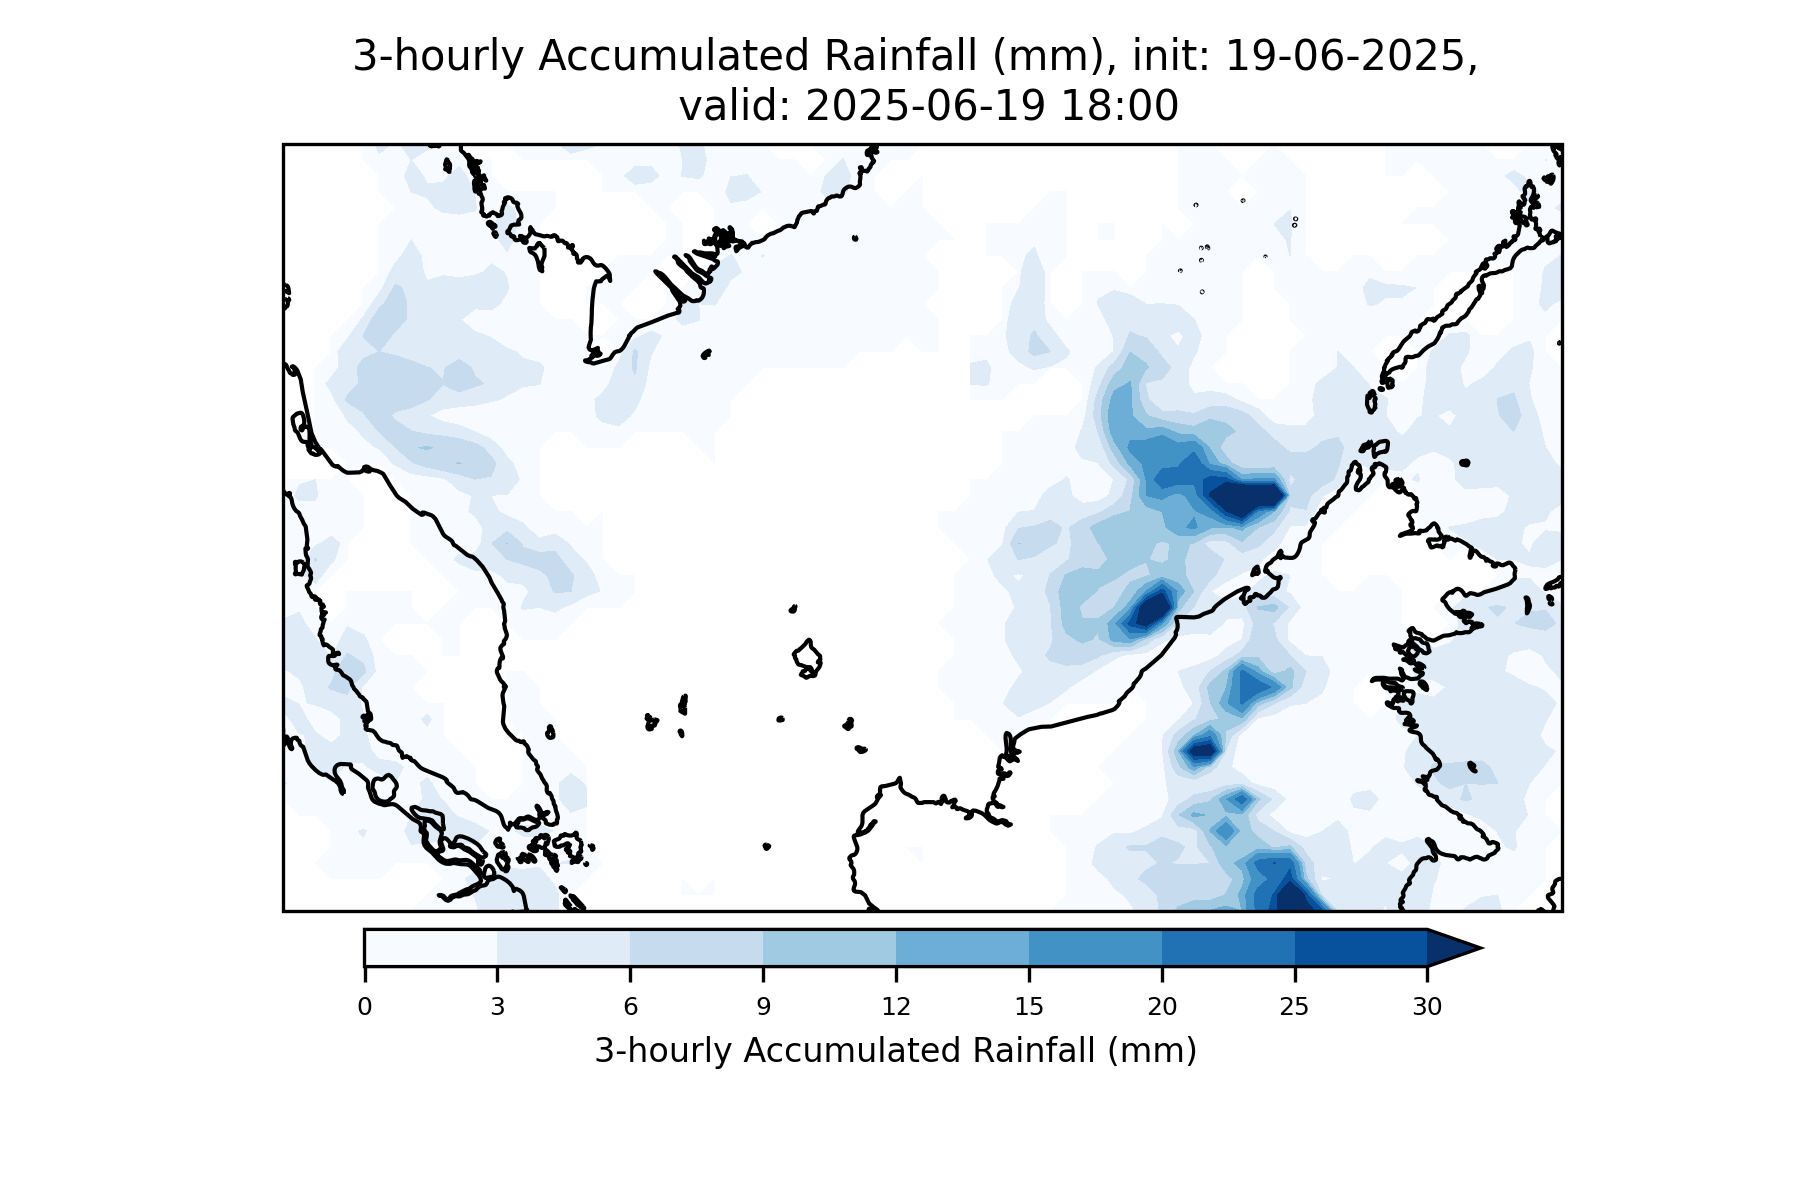 3-hourly Accumulated Rainfall (mm), init: 19-06-2025,
valid: 2025-06-19 18:00
0 3 6 9 12 15 20 25 30
3-hourly Accumulated Rainfall (mm)